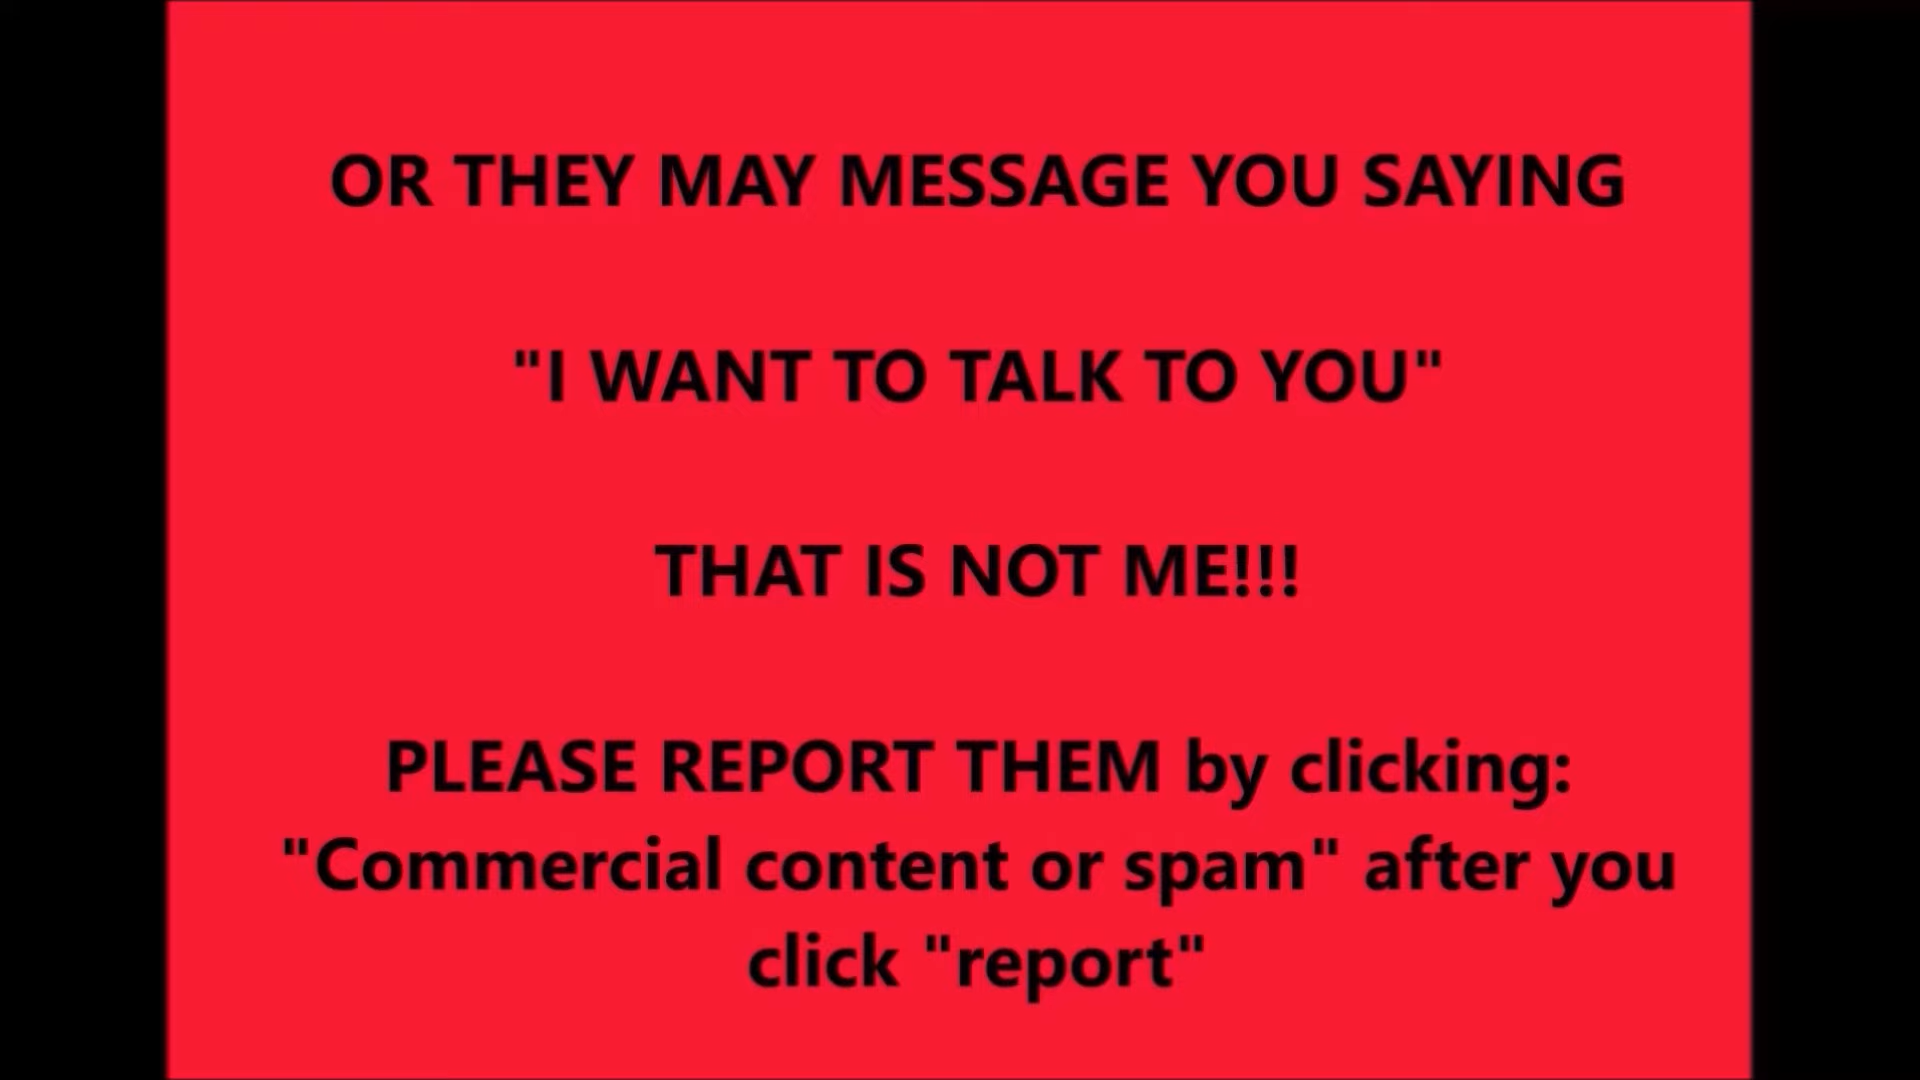 OR THEY MAY MESSAGE YOU SAYING
"I WANT TO TALK TO YOU"
THAT IS NOT ME!!!
PLEASE REPORT THEM by clicking:
"Commercial content or spam" after you
click "report"